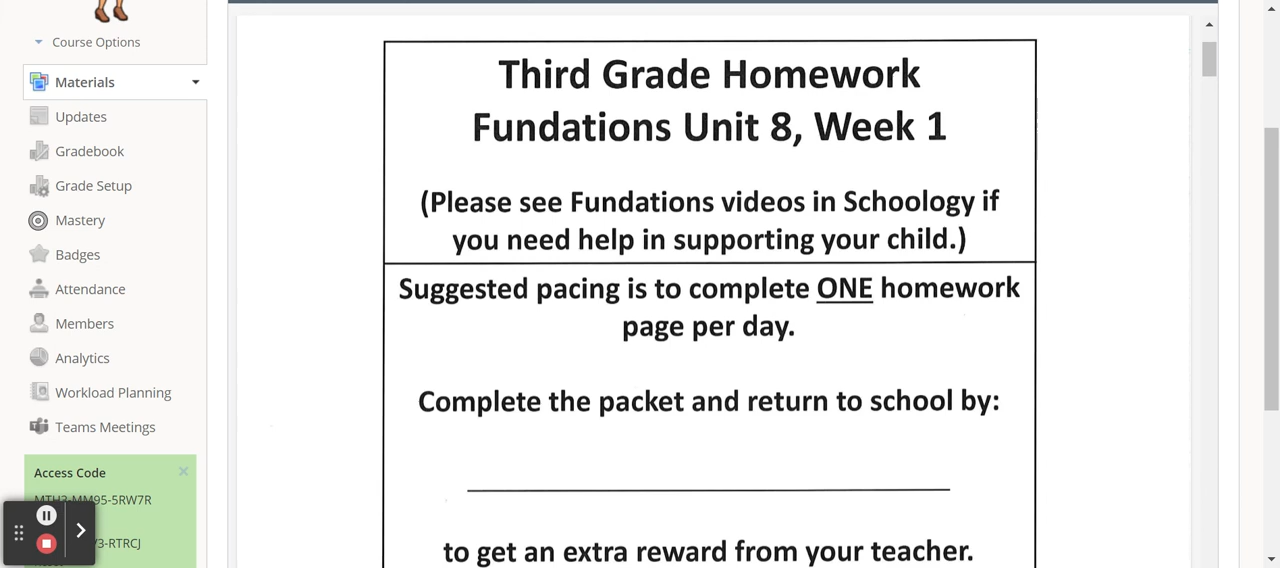 Course Options
Materials
Updates
Gradebook
Grade Setup
Mastery
Badges
Attendance
Members
Analytics
Workload Planning
Teams Meetings
Access Code
MTH3-MM95-5RW7R
3-RTRCJ
Third Grade Homework
Fundations Unit 8, Week 1
(Please see Fundations videos in Schoology if
you need help in supporting your child.)
Suggested pacing is to complete ONE homework
page per day.
Complete the packet and return to school by:
to get an extra reward from your teacher.